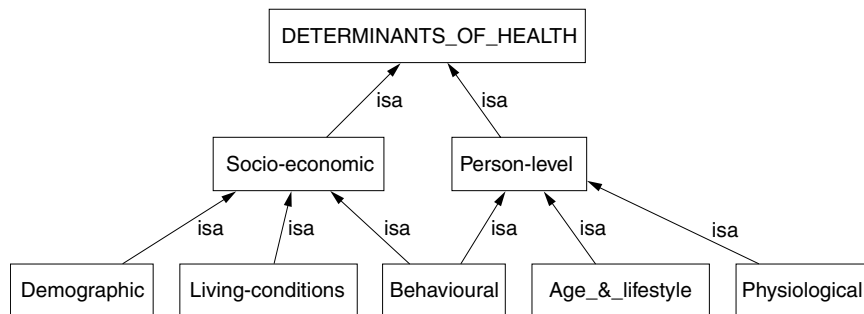 DETERMINANTS_OF_HEALTH
isa isa
Socio-economic Person-level
isa isa isa isa isa isa
Demographic Living-conditions Behavioural Age_&_lifestyle Physiological